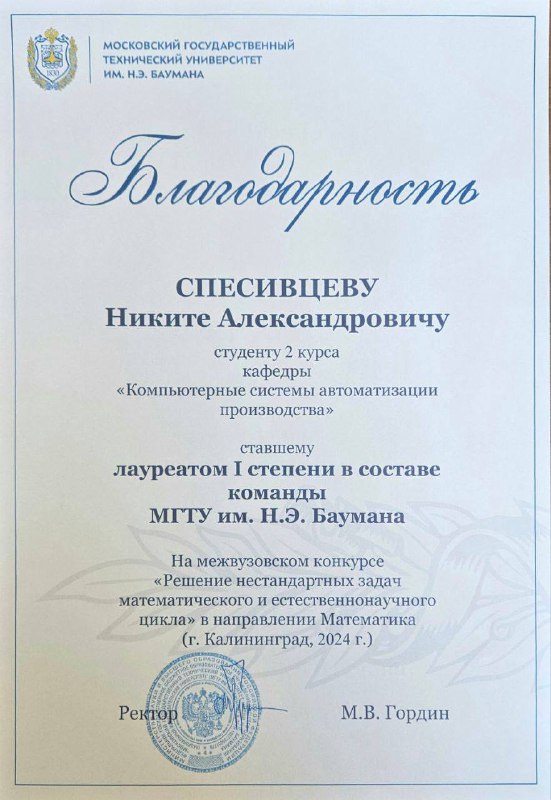 МОСКОВСКИЙ ГОСУДАРСТВЕННЫЙ
ТЕХНИЧЕСКИЙ УНИВЕРСИТЕТ
ИМ. Н.Э. БАУМАНА
1830
Благодарность
СПЕСИВЦЕВУ
Никите Александровичу
студенту 2 курса
кафедры
«Компьютерные системы автоматизации
производства»
ставшему
лауреатом I степени в составе
команды
МГТУ им. Н.Э. Баумана
На межвузовском конкурсе
«Решение нестандартных задач
математического и естественнонаучного
цикла» в направлении Математика
(г. Калининград, 2024 г.)
Ректор
М.В. Гордин